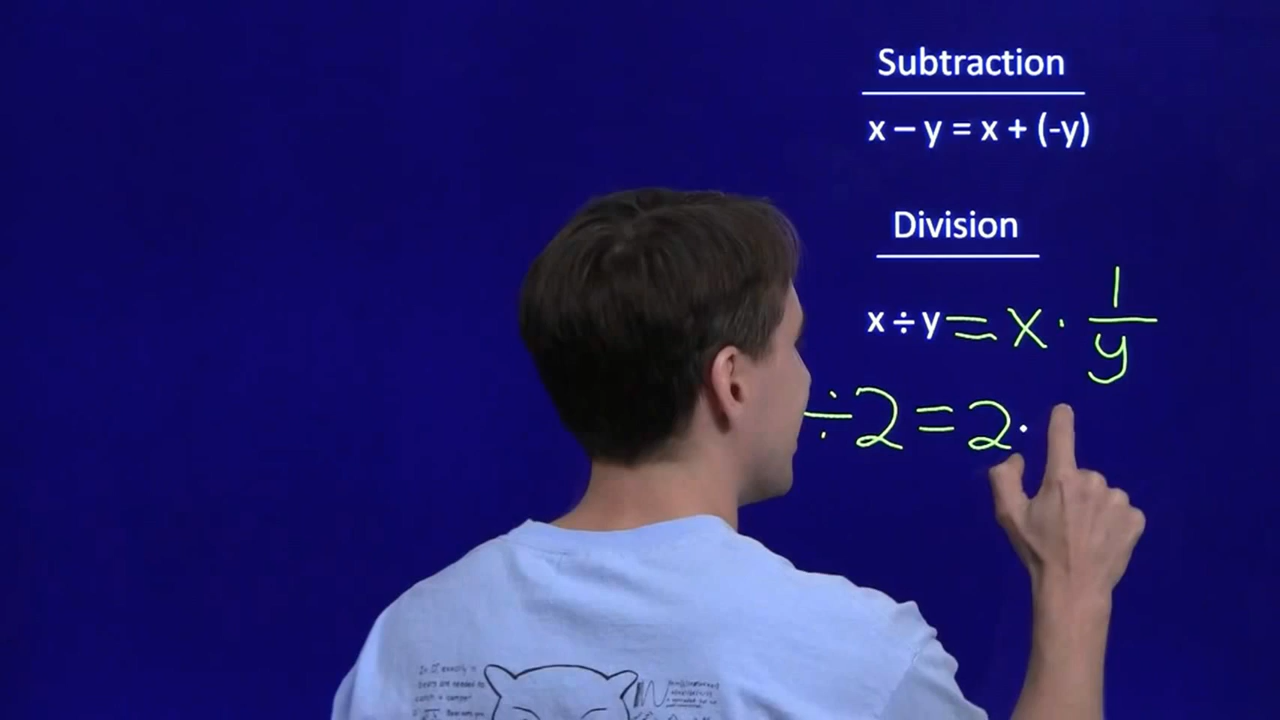 Subtraction
x – y = x + (-y)
Division
x ÷ y = x · 1/y
÷2 = 2 ·